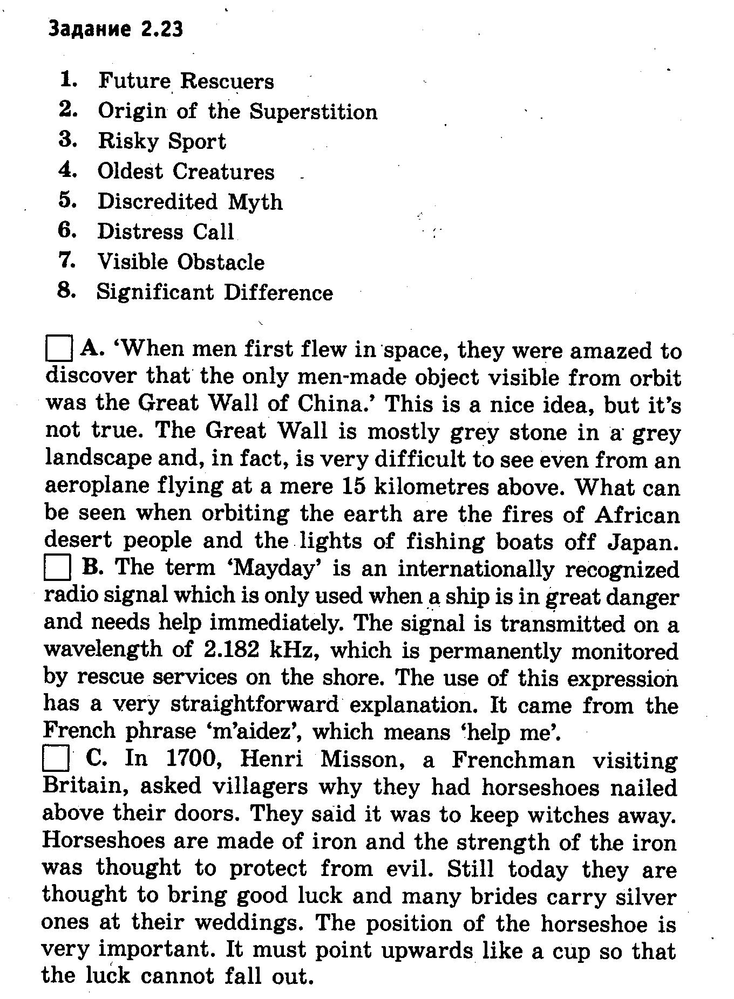 Задание 2.23
1. Future Rescuers
2. Origin of the Superstition
3. Risky Sport
4. Oldest Creatures
5. Discredited Myth
6. Distress Call
7. Visible Obstacle
8. Significant Difference
A. ‘When men first flew in space, they were amazed to
discover that the only men-made object visible from orbit
was the Great Wall of China.’ This is a nice idea, but it’s
not true. The Great Wall is mostly grey stone in a grey
landscape and, in fact, is very difficult to see even from an
aeroplane flying at a mere 15 kilometres above. What can
be seen when orbiting the earth are the fires of African
desert people and the lights of fishing boats off Japan.
B. The term ‘Mayday’ is an internationally recognized
radio signal which is only used when a ship is in great danger
and needs help immediately. The signal is transmitted on a
wavelength of 2.182 kHz, which is permanently monitored
by rescue services on the shore. The use of this expression
has a very straightforward explanation. It came from the
French phrase ‘m’aidez’, which means ‘help me’.
C. In 1700, Henri Misson, a Frenchman visiting
Britain, asked villagers why they had horseshoes nailed
above their doors. They said it was to keep witches away.
Horseshoes are made of iron and the strength of the iron
was thought to protect from evil. Still today they are
thought to bring good luck and many brides carry silver
ones at their weddings. The position of the horseshoe is
very important. It must point upwards like a cup so that
the luck cannot fall out.